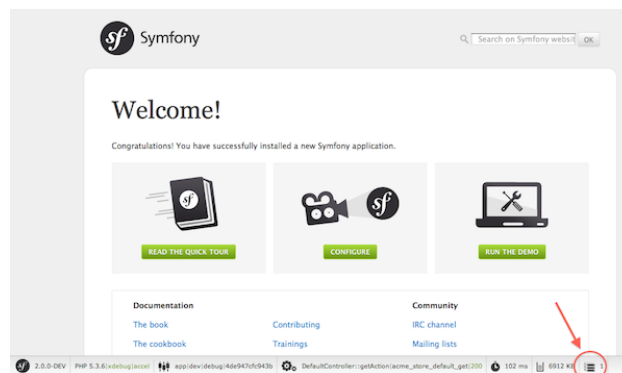 sf Symfony
Search on Symfony websit OK
Welcome!
Congratulations! You have successfully installed a new Symfony application.
sf
sf
READ THE QUICK TOUR CONFIGURE RUN THE DEMO
Documentation Community
The book Contributing IRC channel
The cookbook Trainings Mailing lists
sf 2.0.0-DEV PHP 5.3.6|xdebug|accel app|dev|debug|4de947cfc943b DefaultController::getAction|acme_store_default_get|200 102 ms 6912 KB 1